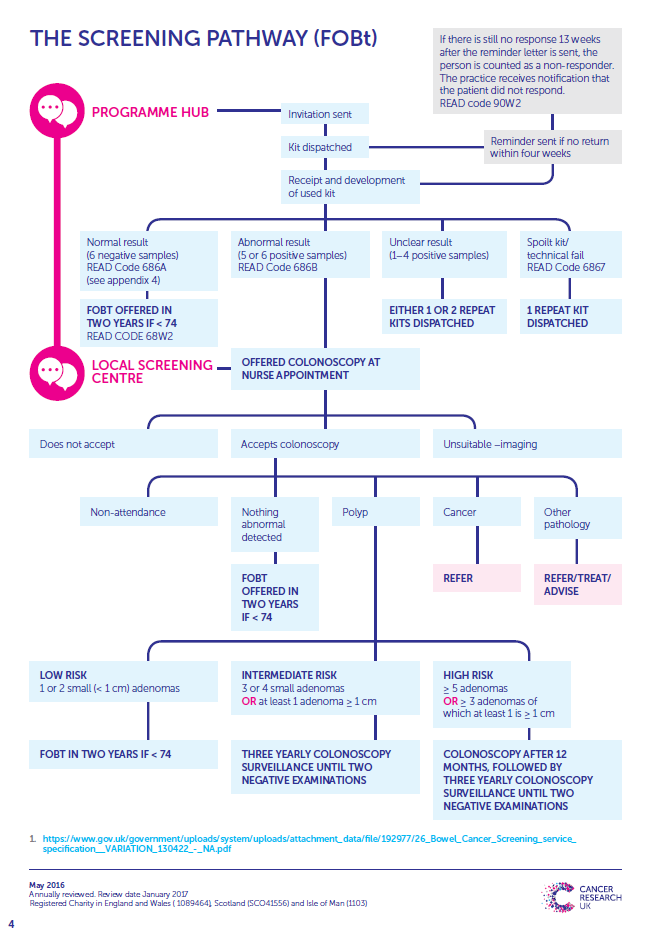 THE SCREENING PATHWAY (FOBt)
If there is still no response 13 weeks
after the reminder letter is sent, the
person is counted as a non-responder.
The practice receives notification that
the patient did not respond.
READ code 90W2
PROGRAMME HUB
Invitation sent
Kit dispatched
Reminder sent if no return
within four weeks
Receipt and development
of used kit
Normal result
(6 negative samples)
READ Code 686A
(see appendix 4)
Abnormal result
(5 or 6 positive samples)
READ Code 686B
Unclear result
(1–4 positive samples)
Spoilt kit/
technical fail
READ Code 6867
FOBT OFFERED IN
TWO YEARS IF < 74
READ CODE 68W2
EITHER 1 OR 2 REPEAT
KITS DISPATCHED
1 REPEAT KIT
DISPATCHED
LOCAL SCREENING
CENTRE
OFFERED COLONOSCOPY AT
NURSE APPOINTMENT
Does not accept
Accepts colonoscopy
Unsuitable –imaging
Non-attendance
Nothing
abnormal
detected
Polyp
Cancer
Other
pathology
FOBT
OFFERED IN
TWO YEARS
IF < 74
REFER
REFER/TREAT/
ADVISE
LOW RISK
1 or 2 small (< 1 cm) adenomas
INTERMEDIATE RISK
3 or 4 small adenomas
OR at least 1 adenoma ≥ 1 cm
HIGH RISK
≥ 5 adenomas
OR ≥ 3 adenomas of
which at least 1 is ≥ 1 cm
FOBT IN TWO YEARS IF < 74
THREE YEARLY COLONOSCOPY
SURVEILLANCE UNTIL TWO
NEGATIVE EXAMINATIONS
COLONOSCOPY AFTER 12
MONTHS, FOLLOWED BY
THREE YEARLY COLONOSCOPY
SURVEILLANCE UNTIL TWO
NEGATIVE EXAMINATIONS
1. https://www.gov.uk/government/uploads/system/uploads/attachment_data/file/192977/26_Bowel_Cancer_Screening_service_
specification__VARIATION_130422_-_NA.pdf
May 2016
Annually reviewed. Review date January 2017
Registered Charity in England and Wales ( 1089464), Scotland (SCO41556) and Isle of Man (1103)
CANCER
RESEARCH
UK
4